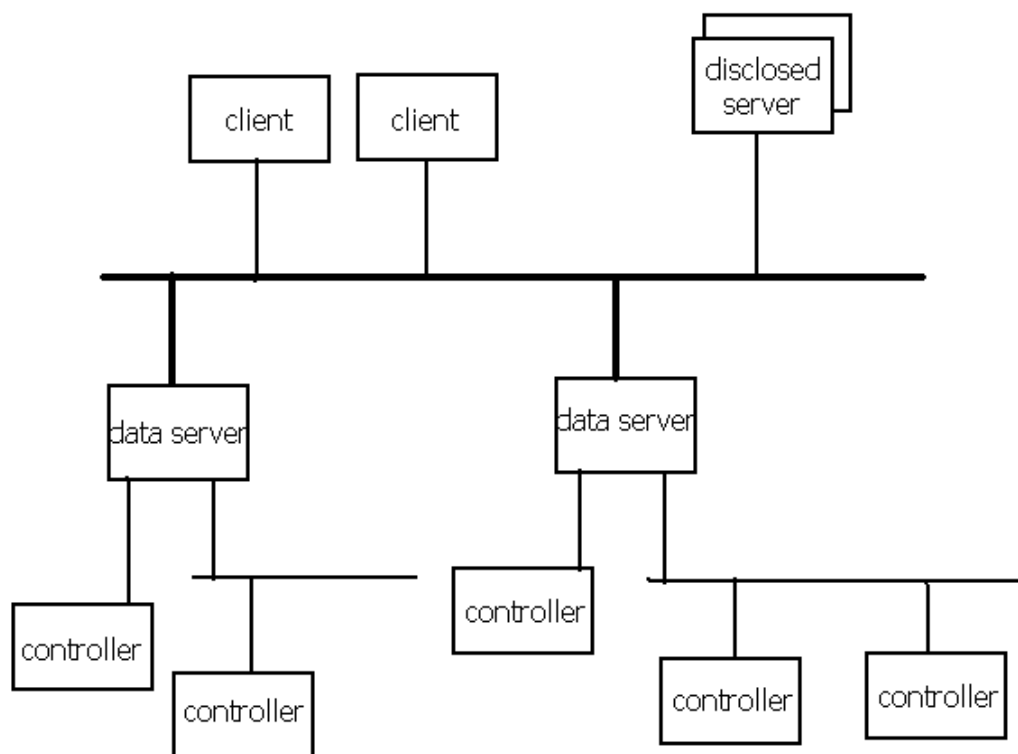 client
client
disclosed
server
data server
data server
controller
controller
controller
controller
controller